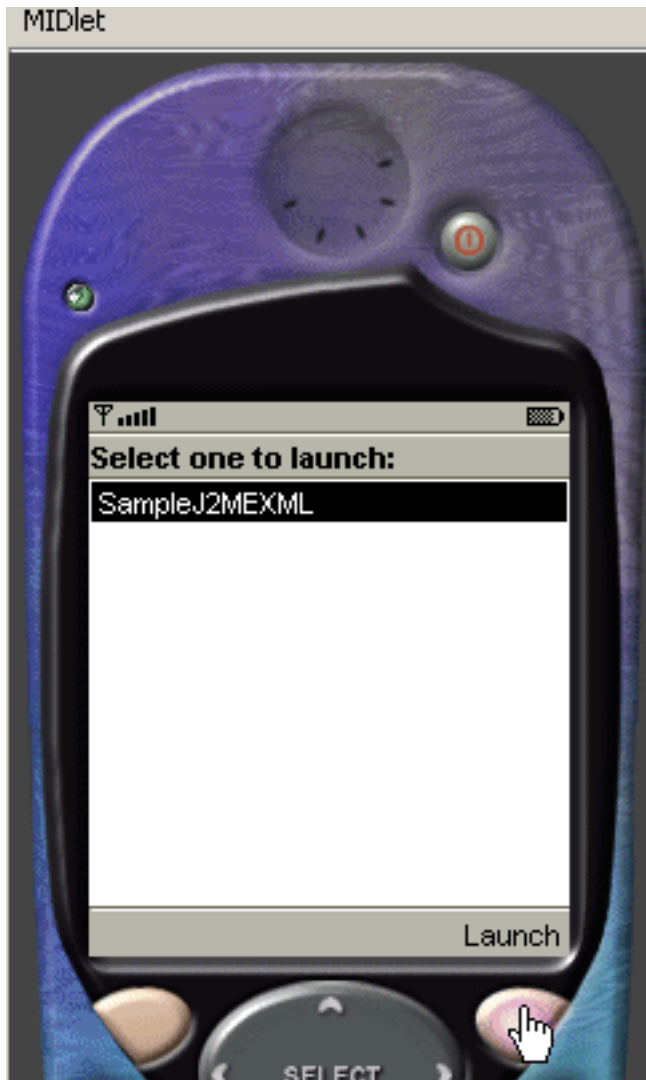 MIDlet
Select one to launch:
SampleJ2MEXML
Launch
SELECT